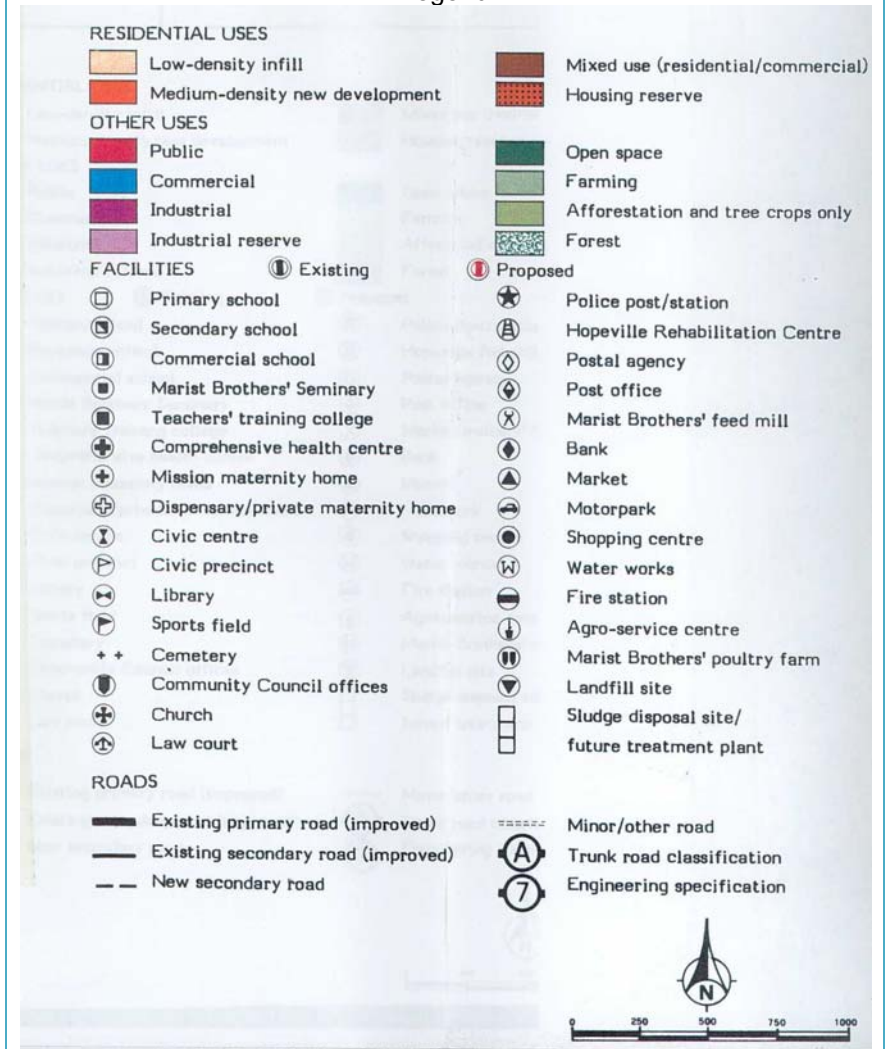 RESIDENTIAL USES
Low-density infill
Medium-density new development
Mixed use (residential/commercial)
Housing reserve
OTHER USES
Public
Commercial
Industrial
Industrial reserve
Open space
Farming
Afforestation and tree crops only
Forest
FACILITIES
Existing
Proposed
Primary school
Secondary school
Commercial school
Marist Brothers' Seminary
Teachers' training college
Comprehensive health centre
Mission maternity home
Dispensary/private maternity home
Civic centre
Civic precinct
Library
Sports field
Cemetery
Community Council offices
Church
Law court
Police post/station
Hopeville Rehabilitation Centre
Postal agency
Post office
Marist Brothers' feed mill
Bank
Market
Motorpark
Shopping centre
W
Water works
Fire station
Agro-service centre
Marist Brothers' poultry farm
Landfill site
Sludge disposal site/
future treatment plant
ROADS
Existing primary road (improved)
Existing secondary road (improved)
New secondary road
Minor/other road
A
Trunk road classification
7
Engineering specification
N
0 250 500 750 1000